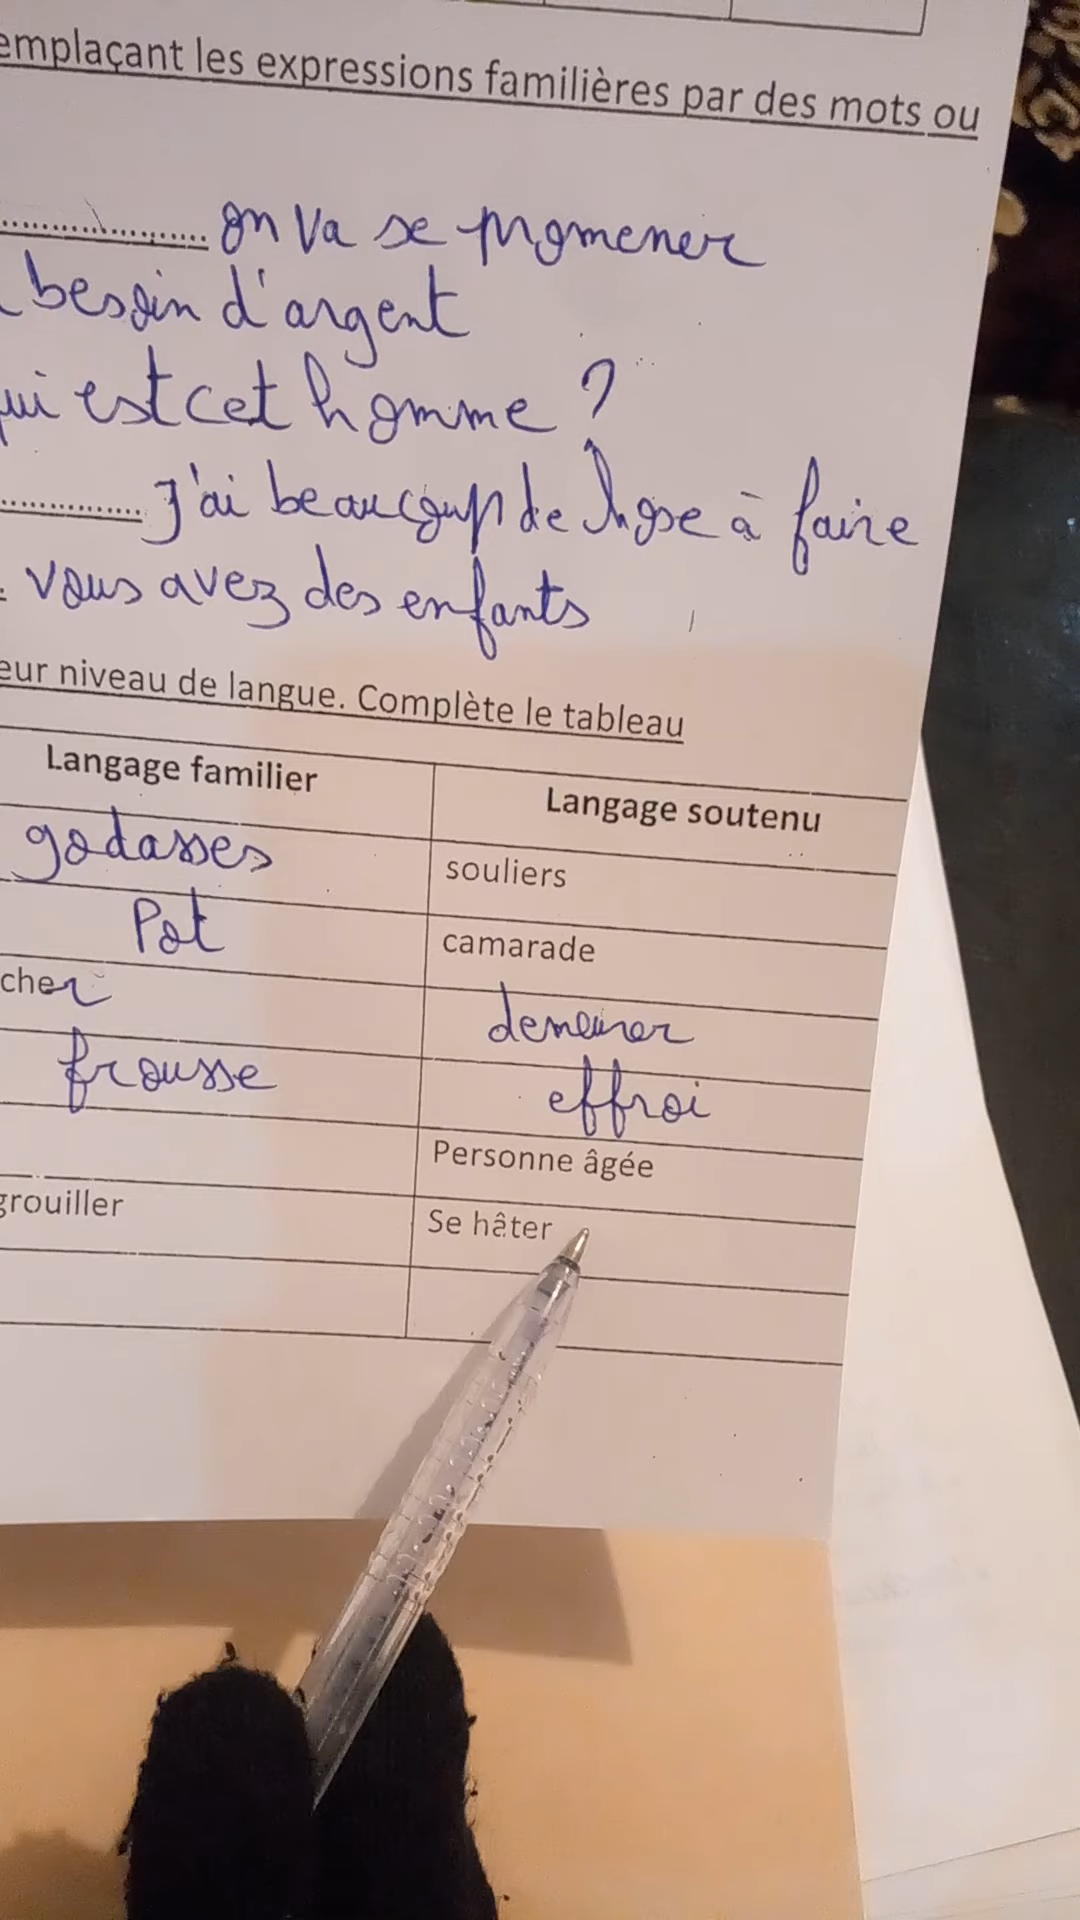 emplaçant les expressions familières par des mots ou
on va se promener
besoin d'argent
ui est cet homme ?
J'ai beaucoup de à faire
vous avez des enfants
eur niveau de langue. Complète le tableau
Langage familier Langage soutenu
godasses souliers
Pot camarade
cher demeurer
frousse effroi
Personne âgée
grouiller Se hâter